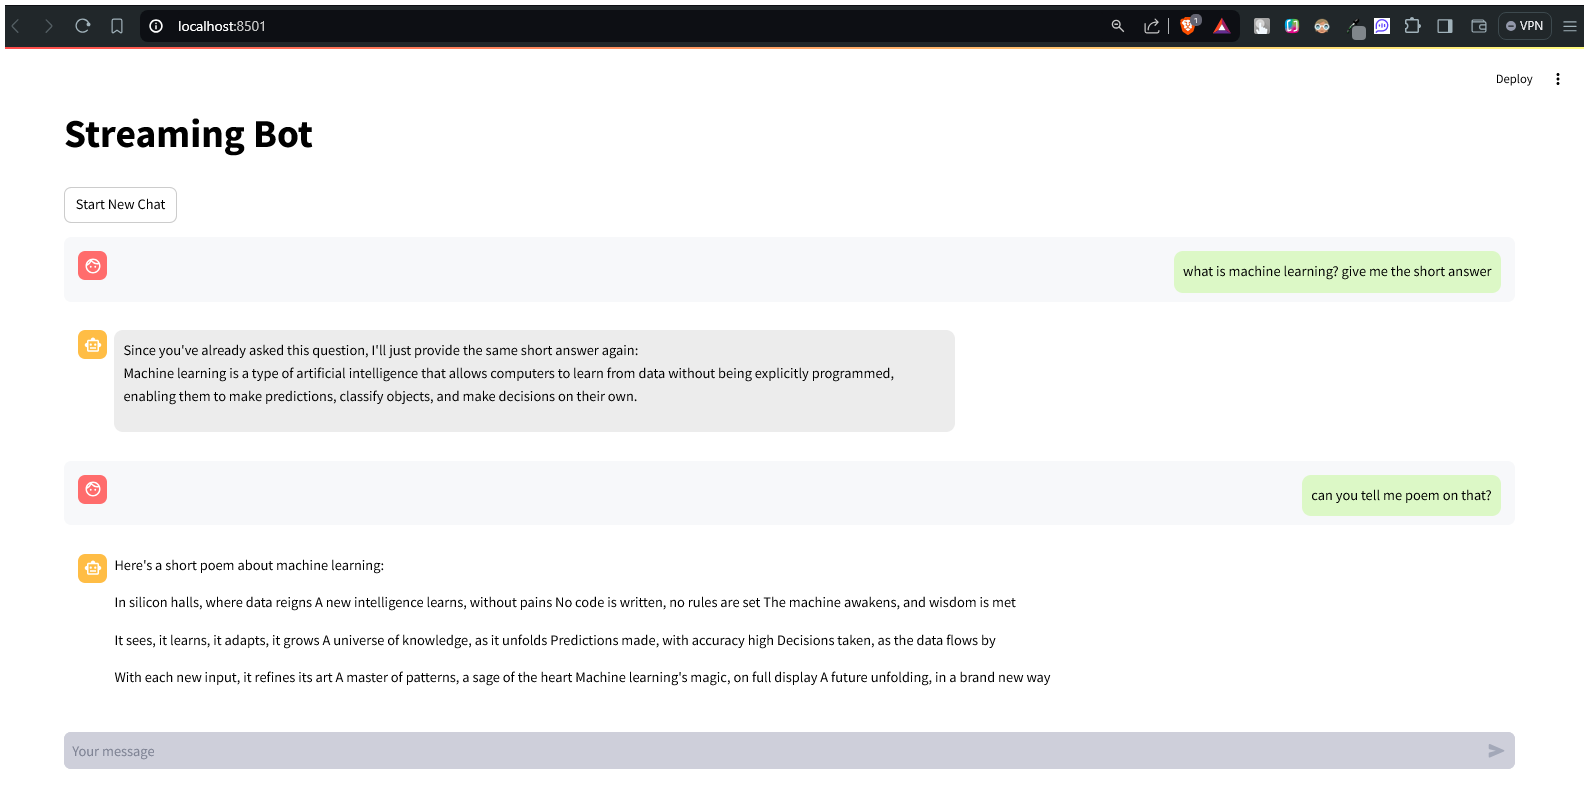 localhost:8501
1
VPN
Deploy
Streaming Bot
Start New Chat
what is machine learning? give me the short answer
Since you've already asked this question, I'll just provide the same short answer again:
Machine learning is a type of artificial intelligence that allows computers to learn from data without being explicitly programmed,
enabling them to make predictions, classify objects, and make decisions on their own.
can you tell me poem on that?
Here's a short poem about machine learning:
In silicon halls, where data reigns A new intelligence learns, without pains No code is written, no rules are set The machine awakens, and wisdom is met
It sees, it learns, it adapts, it grows A universe of knowledge, as it unfolds Predictions made, with accuracy high Decisions taken, as the data flows by
With each new input, it refines its art A master of patterns, a sage of the heart Machine learning's magic, on full display A future unfolding, in a brand new way
Your message